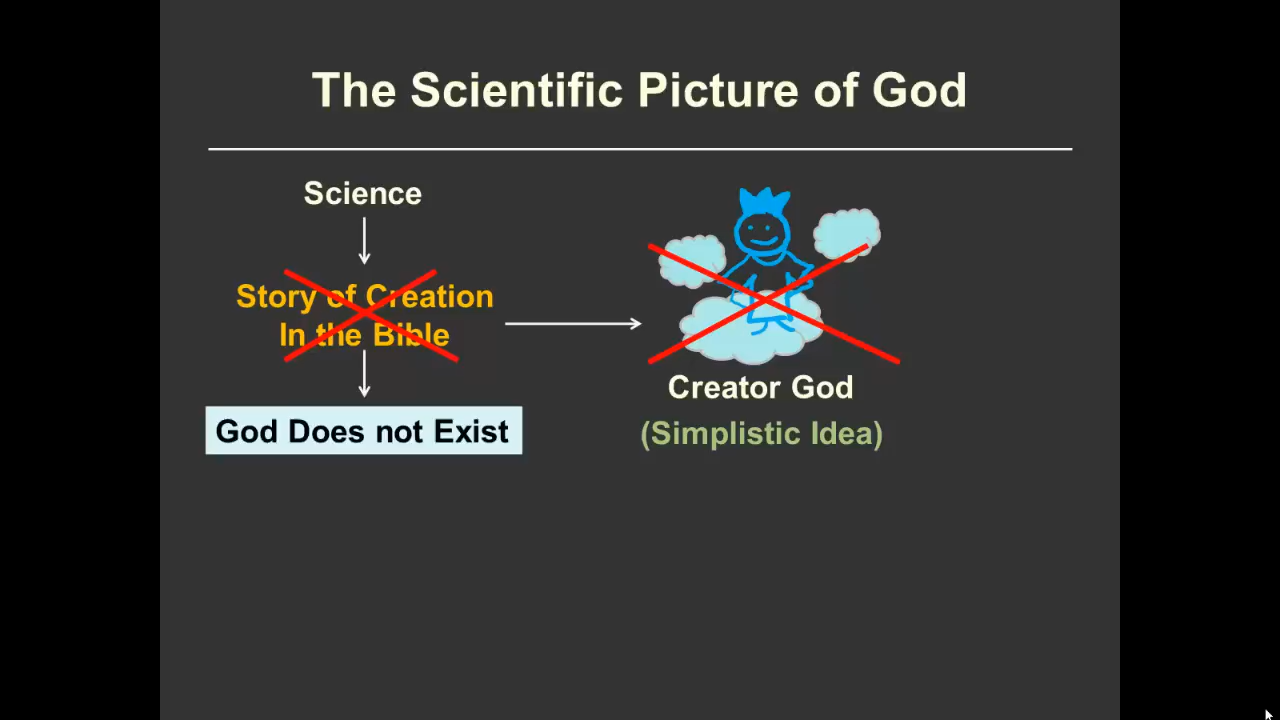 The Scientific Picture of God
Science
Story of Creation
In the Bible
God Does not Exist
Creator God
(Simplistic Idea)